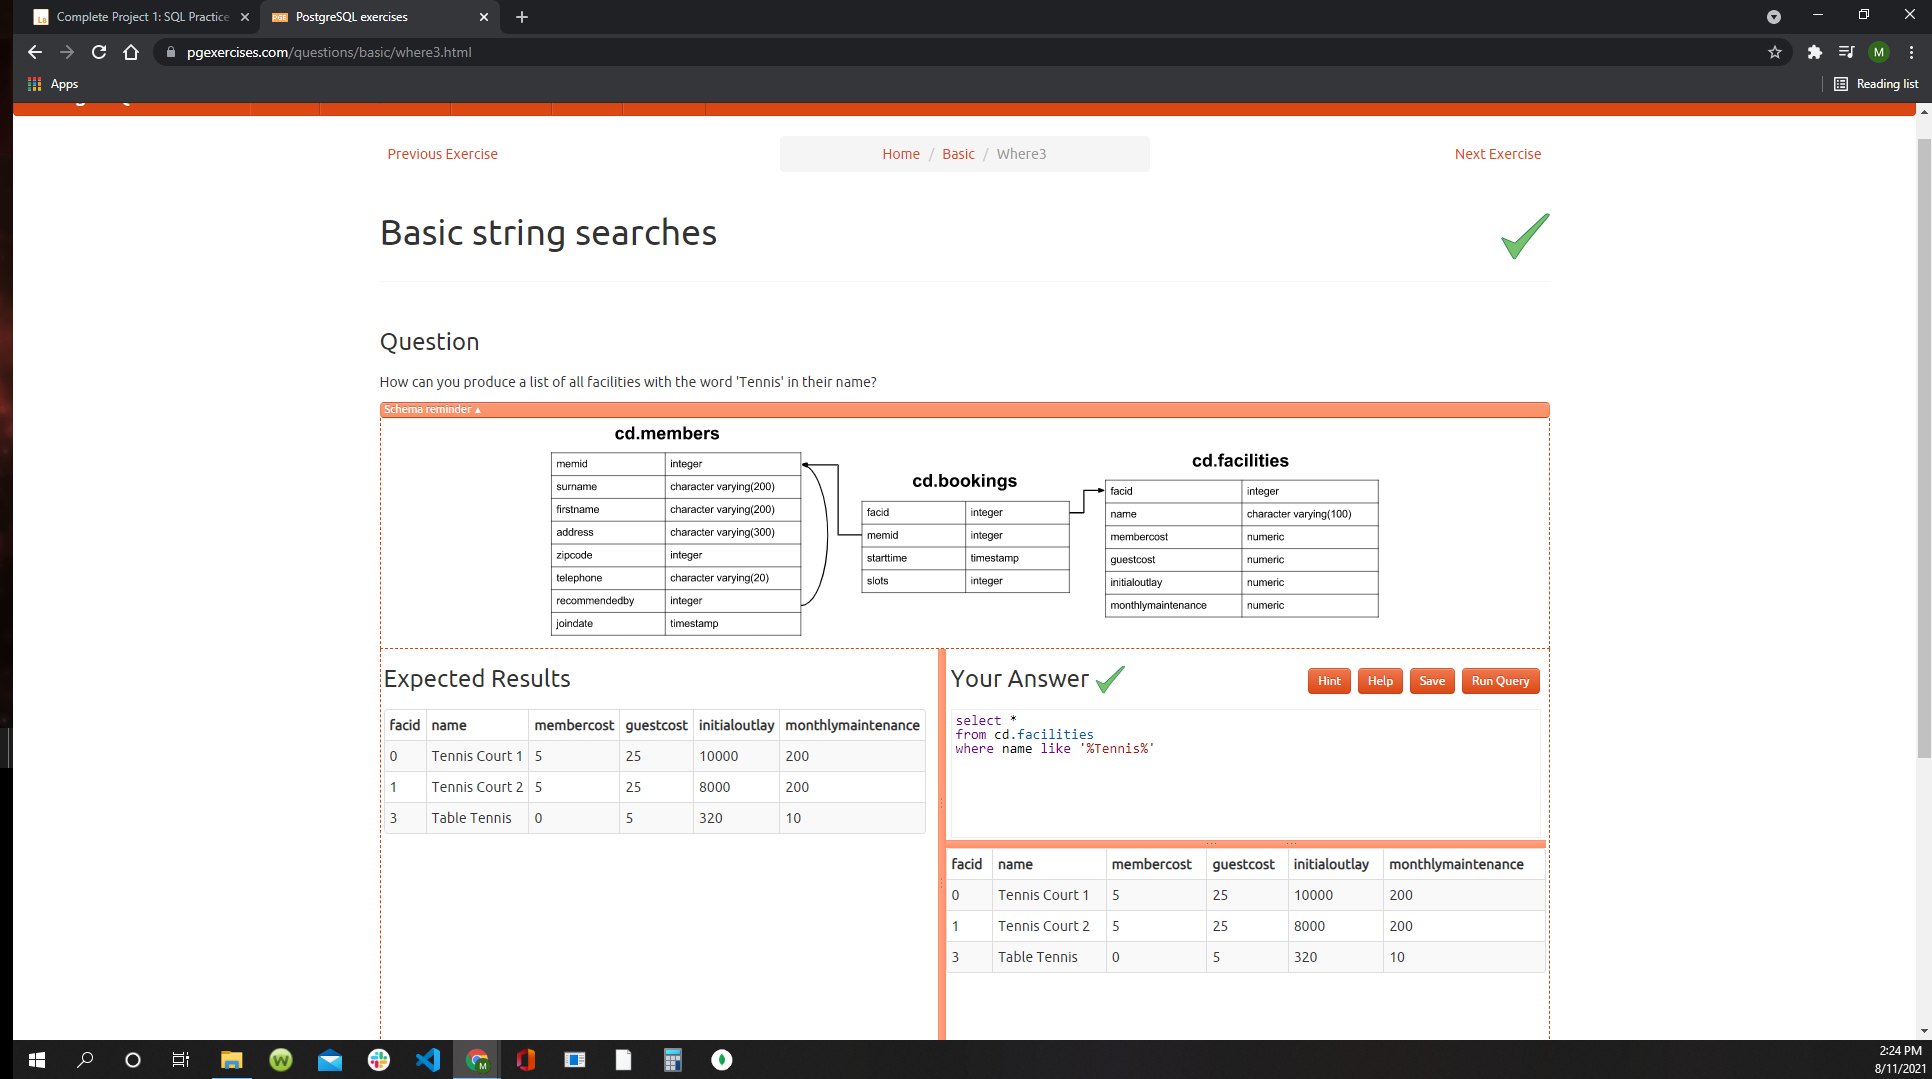 Complete Project 1: SQL Practice
PostgreSQL exercises
pgexercises.com/questions/basic/where3.html
M
Apps
Reading list
Previous Exercise
Home / Basic / Where3
Next Exercise
Basic string searches
Question
How can you produce a list of all facilities with the word 'Tennis' in their name?
Schema reminder ▴
cd.members
memid integer
surname character varying(200)
firstname character varying(200)
address character varying(300)
zipcode integer
telephone character varying(20)
recommendedby integer
joindate timestamp
cd.bookings
facid integer
memid integer
starttime timestamp
slots integer
cd.facilities
facid integer
name character varying(100)
membercost numeric
guestcost numeric
initialoutlay numeric
monthlymaintenance numeric
Expected Results
facid name membercost guestcost initialoutlay monthlymaintenance
0 Tennis Court 1 5 25 10000 200
1 Tennis Court 2 5 25 8000 200
3 Table Tennis 0 5 320 10
Your Answer
Hint Help Save Run Query
select *
from cd.facilities
where name like '%Tennis%'
facid name membercost guestcost initialoutlay monthlymaintenance
0 Tennis Court 1 5 25 10000 200
1 Tennis Court 2 5 25 8000 200
3 Table Tennis 0 5 320 10
2:24 PM
8/11/2021